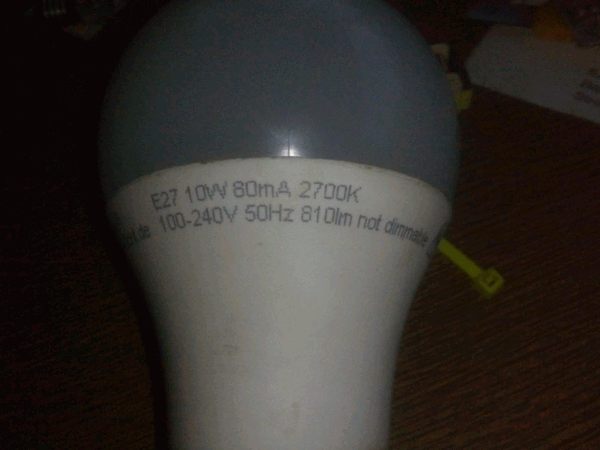 E27 10W 80mA 2700K
100-240V 50Hz 810lm not dimmable